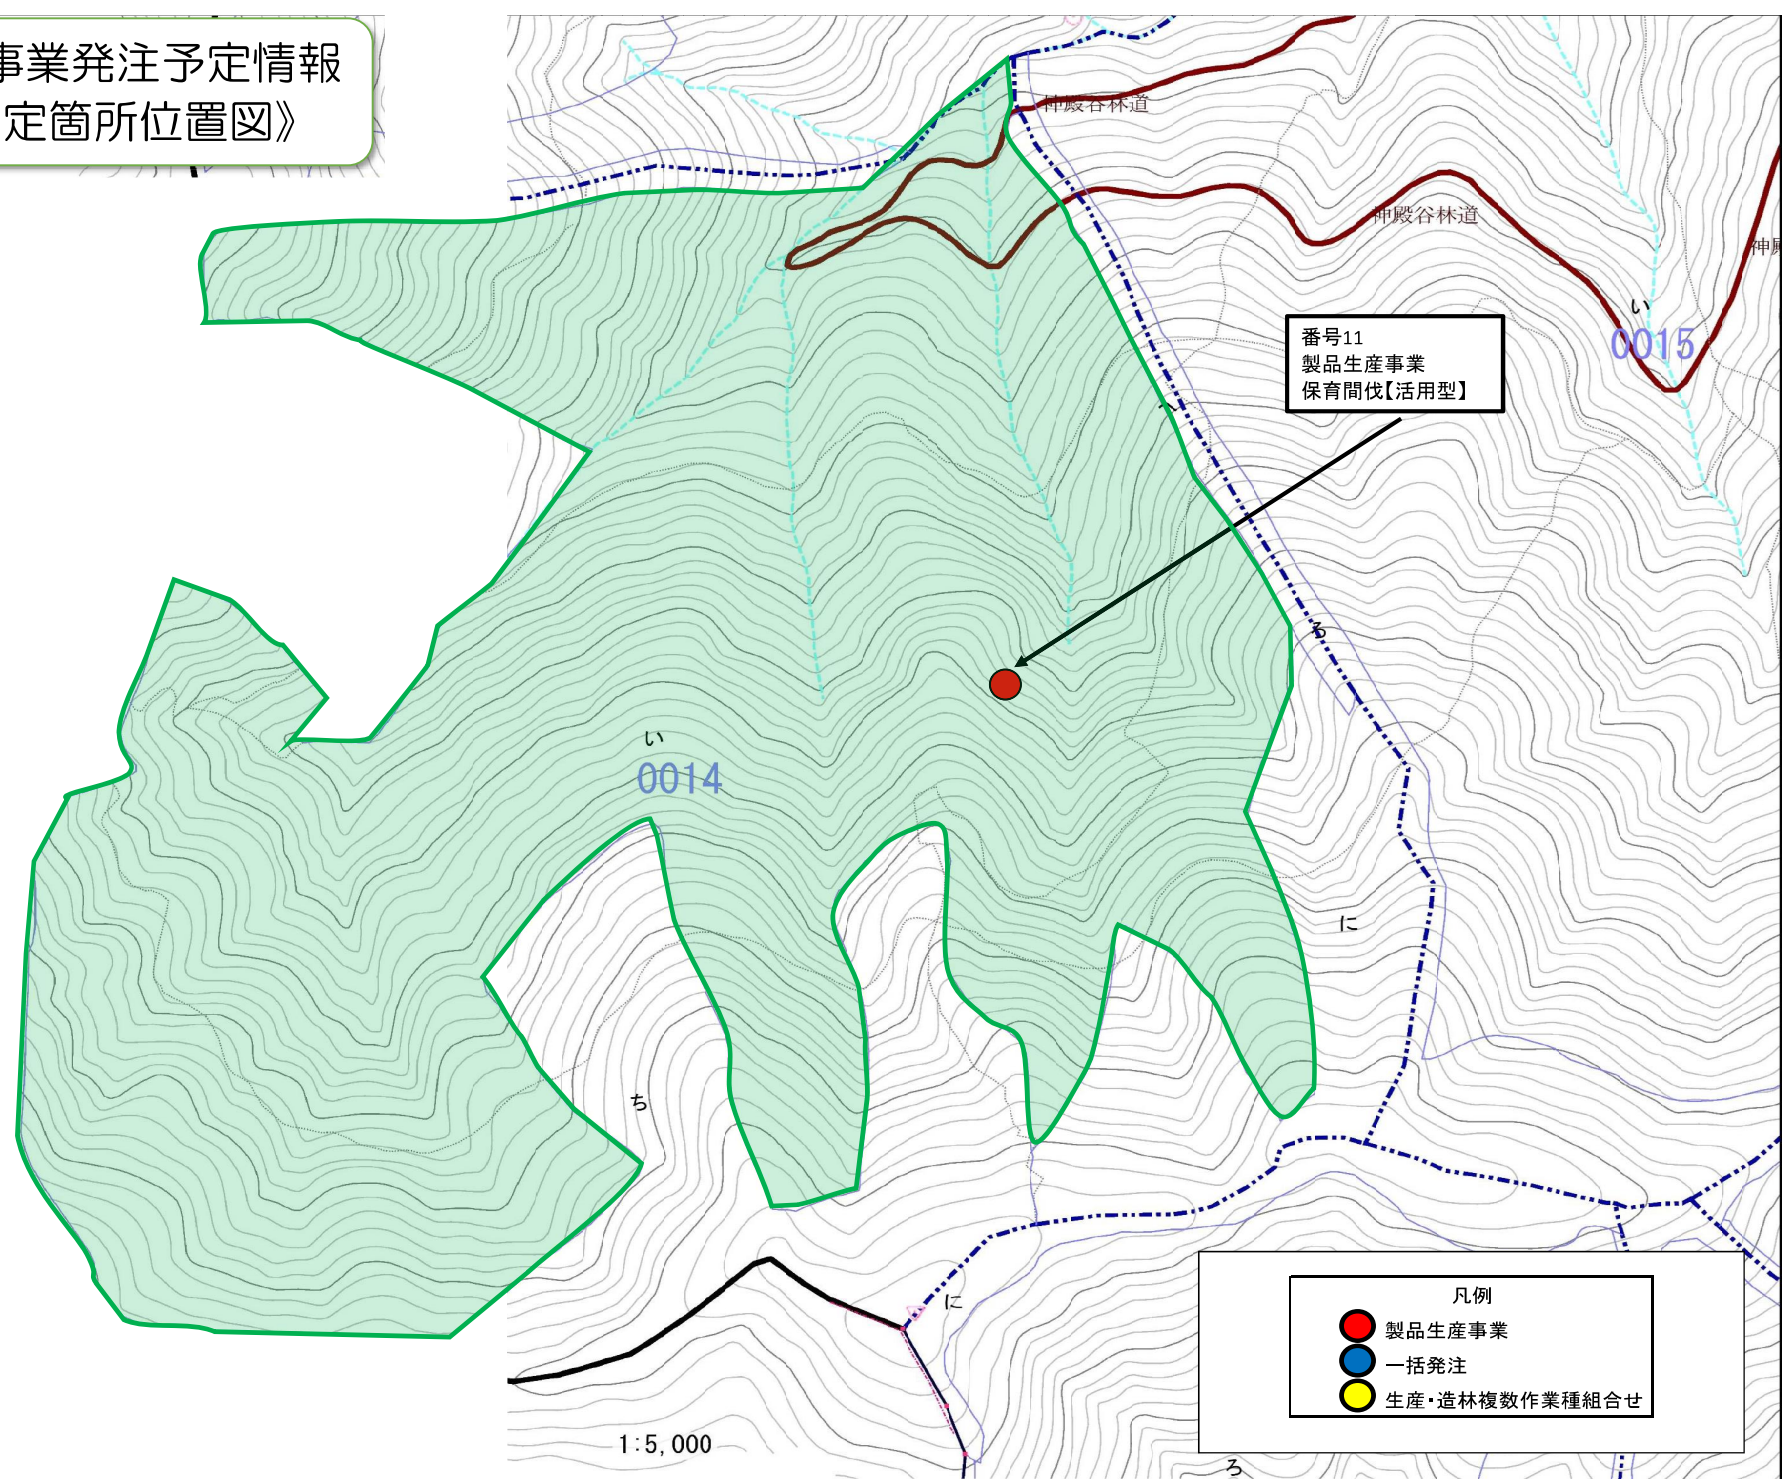 事業発注予定情報
定箇所位置図》
神殿谷林道
神殿谷林道
神殿
い
0015
番号11
製品生産事業
保育間伐【活用型】
へ
ろ
い
0014
に
ち
に
凡例
製品生産事業
一括発注
生産・造林複数作業種組合せ
1:5,000
ろ